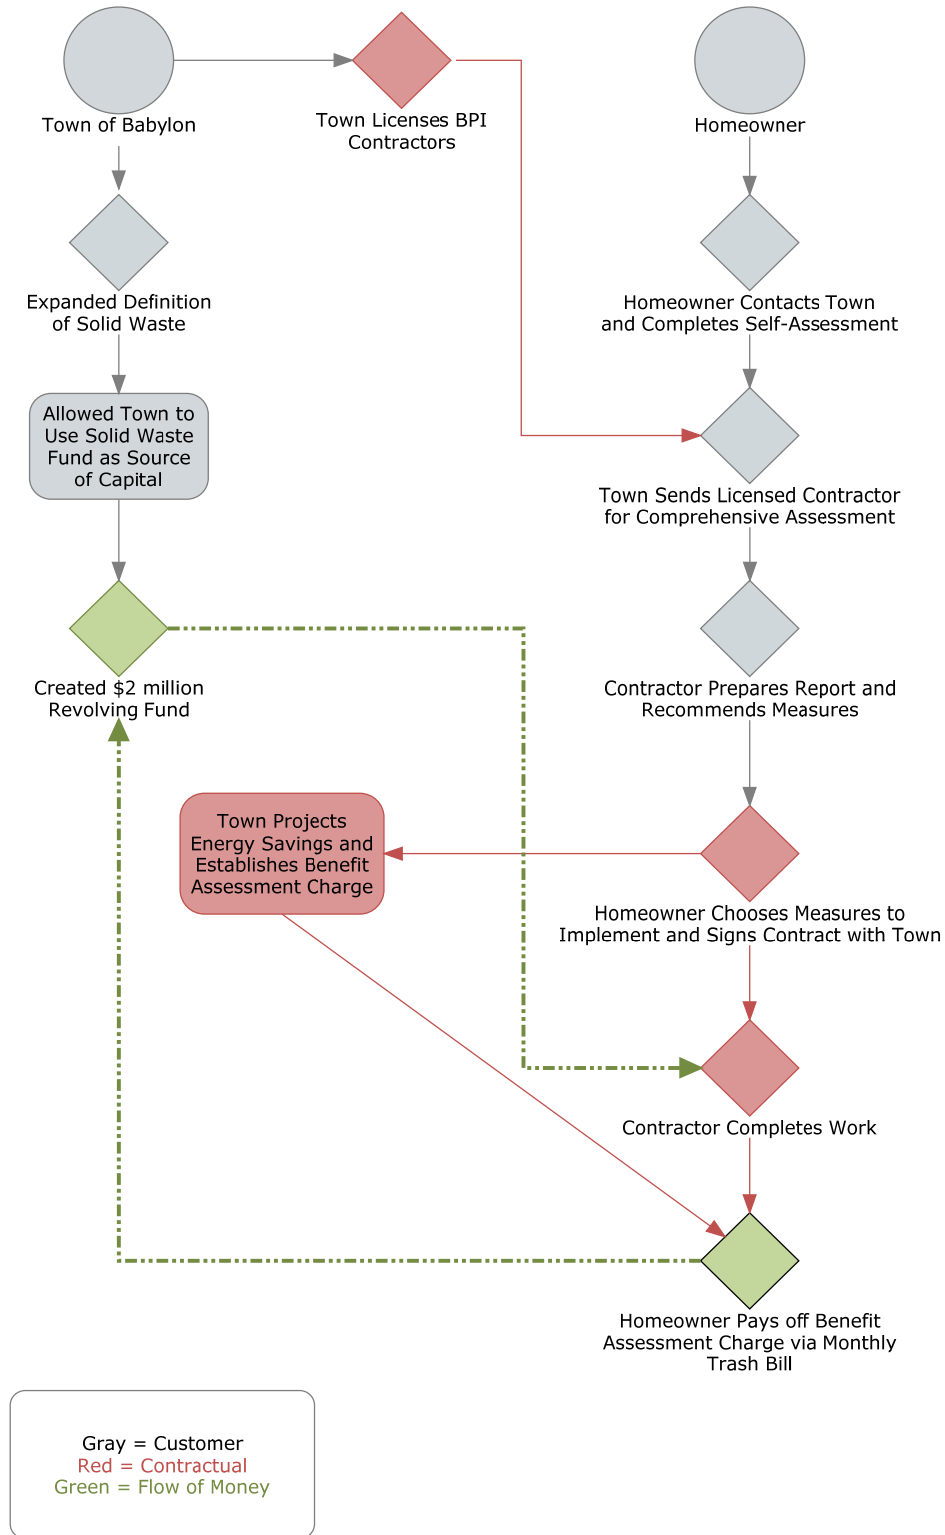 Town of Babylon
Town Licenses BPI
Contractors
Homeowner
Expanded Definition
of Solid Waste
Homeowner Contacts Town
and Completes Self-Assessment
Allowed Town to
Use Solid Waste
Fund as Source
of Capital
Town Sends Licensed Contractor
for Comprehensive Assessment
Created $2 million
Revolving Fund
Contractor Prepares Report and
Recommends Measures
Town Projects
Energy Savings and
Establishes Benefit
Assessment Charge
Homeowner Chooses Measures to
Implement and Signs Contract with Town
Contractor Completes Work
Homeowner Pays off Benefit
Assessment Charge via Monthly
Trash Bill
Gray = Customer
Red = Contractual
Green = Flow of Money